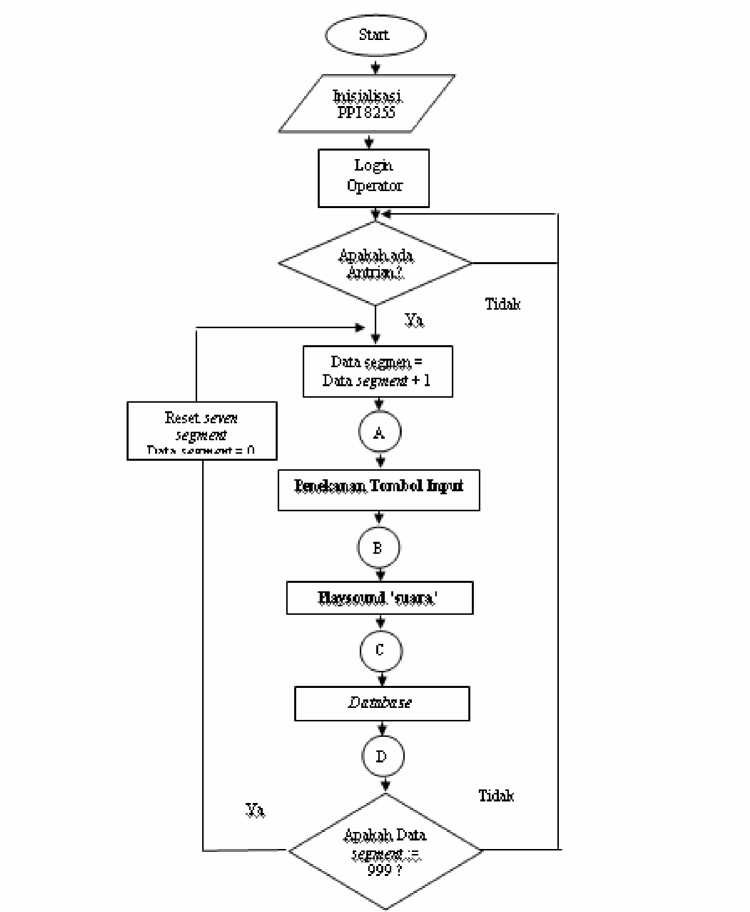 Start
Inisialisasi
PPI 8255
Login
Operator
Apakah ada
Antrian ?
Tidak
Ya
Data segmen =
Data segment + 1
Reset seven
segment
Data segment = 0
A
Penekanan Tombol Input
B
Playsound 'suara'
C
Database
D
Ya
Tidak
Apakah Data
segment :=
999 ?